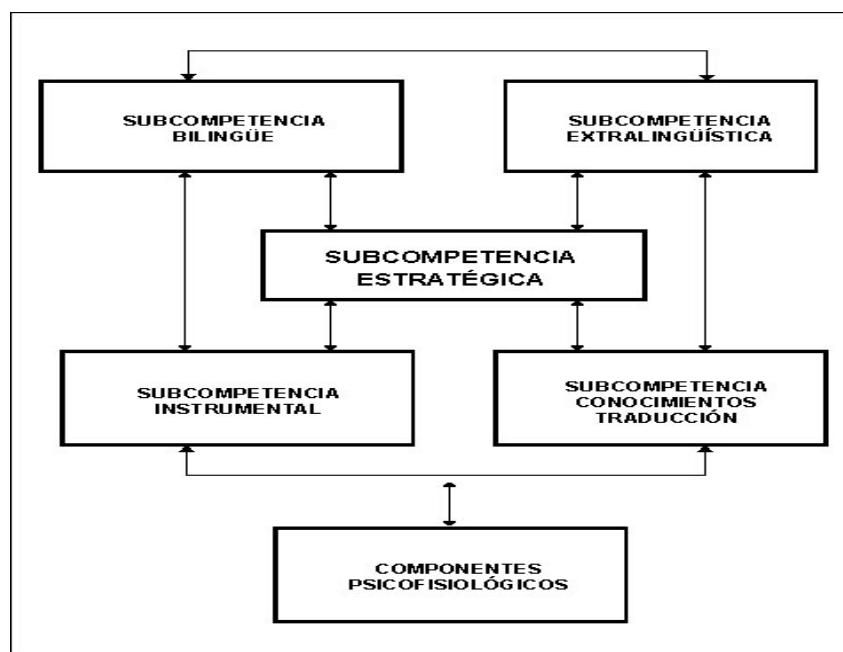 SUBCOMPETENCIA
BILINGÜE
SUBCOMPETENCIA
EXTRALINGÜÍSTICA
SUBCOMPETENCIA
ESTRATÉGICA
SUBCOMPETENCIA
INSTRUMENTAL
SUBCOMPETENCIA
CONOCIMIENTOS
TRADUCCIÓN
COMPONENTES
PSICOFISIOLÓGICOS